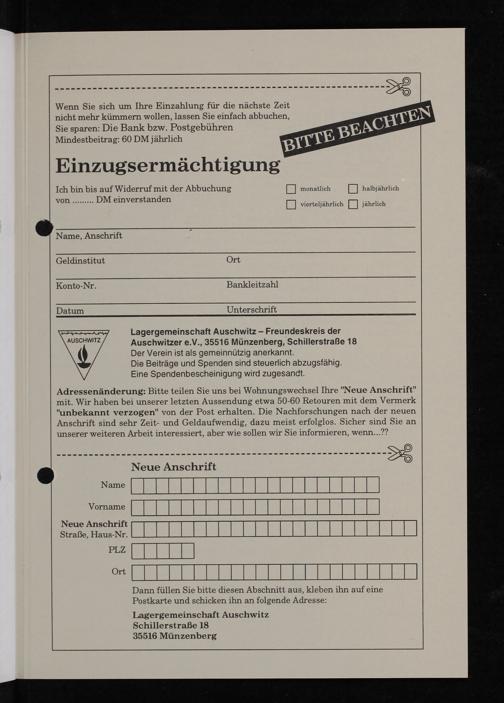 Wenn Sie sich um Ihre Einzahlung für die nächste Zeit
nicht mehr kümmern wollen, lassen Sie einfach abbuchen,
Sie sparen: Die Bank bzw. Postgebühren
Mindestbeitrag: 60 DM jährlich
BITTE BEACHTEN
Einzugsermächtigung
Ich bin bis auf Widerruf mit der Abbuchung
von ......... DM einverstanden
monatlich halbjährlich
vierteljährlich jährlich
Name, Anschrift
Geldinstitut Ort
Konto-Nr. Bankleitzahl
Datum Unterschrift
AUSCHWITZ
Lagergemeinschaft Auschwitz – Freundeskreis der
Auschwitzer e.V., 35516 Münzenberg, Schillerstraße 18
Der Verein ist als gemeinnützig anerkannt.
Die Beiträge und Spenden sind steuerlich abzugsfähig.
Eine Spendenbescheinigung wird zugesandt.
Adressenänderung: Bitte teilen Sie uns bei Wohnungswechsel Ihre "Neue Anschrift"
mit. Wir haben bei unserer letzten Aussendung etwa 50-60 Retouren mit dem Vermerk
"unbekannt verzogen" von der Post erhalten. Die Nachforschungen nach der neuen
Anschrift sind sehr Zeit- und Geldaufwendig, dazu meist erfolglos. Sicher sind Sie an
unserer weiteren Arbeit interessiert, aber wie sollen wir Sie informieren, wenn...??
Neue Anschrift
Name
Vorname
Neue Anschrift
Straße, Haus-Nr.
PLZ
Ort
Dann füllen Sie bitte diesen Abschnitt aus, kleben ihn auf eine
Postkarte und schicken ihn an folgende Adresse:
Lagergemeinschaft Auschwitz
Schillerstraße 18
35516 Münzenberg